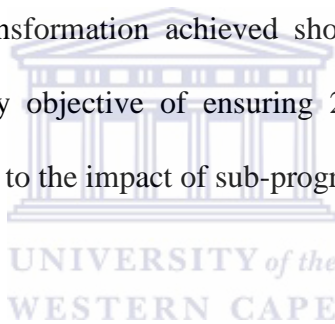 nsformation achieved sho
y objective of ensuring 2
to the impact of sub-progr
UNIVERSITY of the
WESTERN CAPE